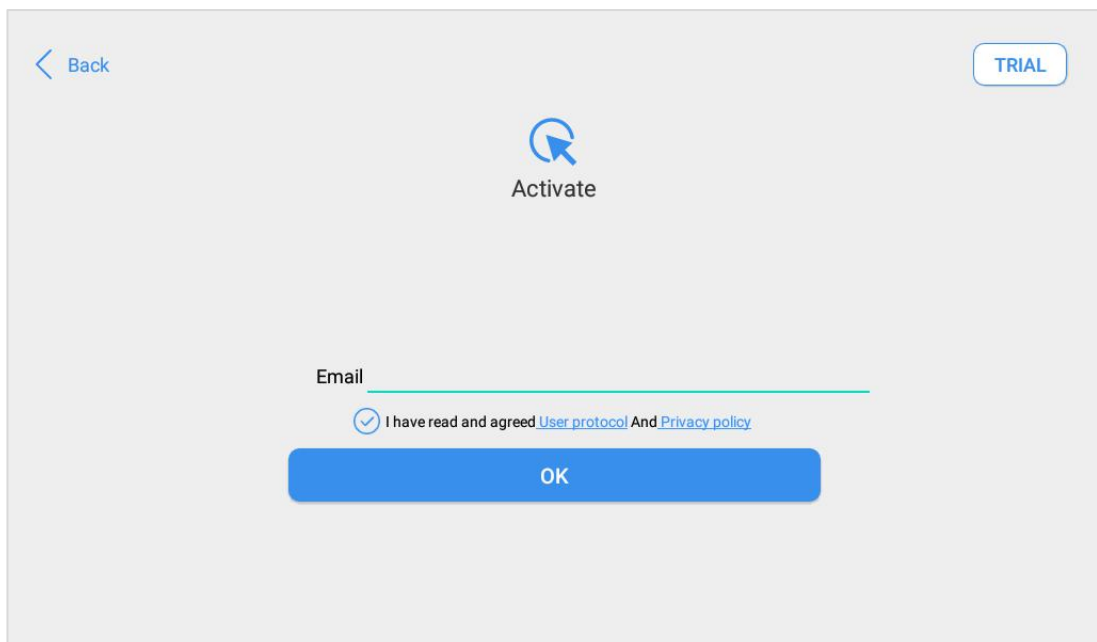 Back
TRIAL
Activate
Email
I have read and agreed User protocol And Privacy policy
OK